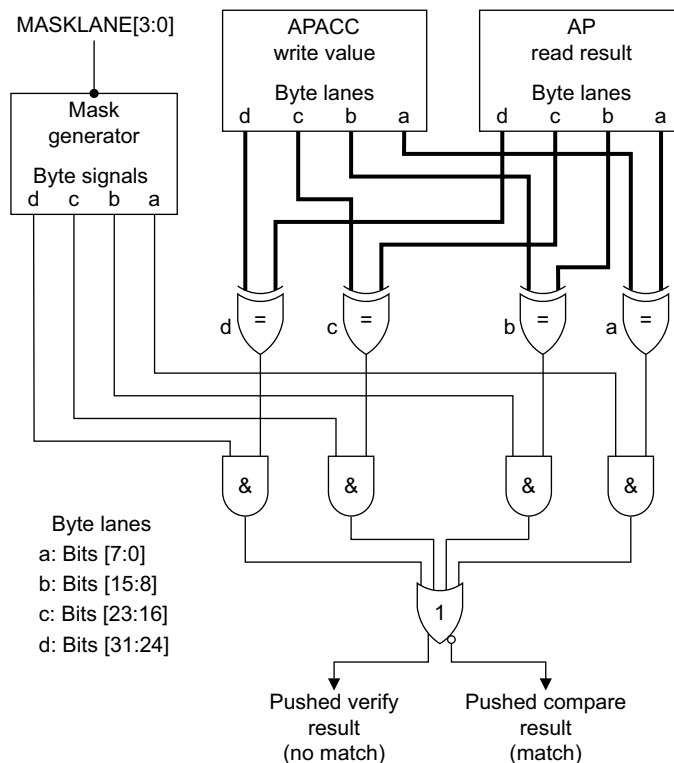 MASKLANE[3:0]
Mask
generator
Byte signals
d c b a
APACC
write value
Byte lanes
d c b a
AP
read result
Byte lanes
d c b a
d =
c =
b =
a =
& & & &
1
Byte lanes
a: Bits [7:0]
b: Bits [15:8]
c: Bits [23:16]
d: Bits [31:24]
Pushed verify
result
(no match)
Pushed compare
result
(match)